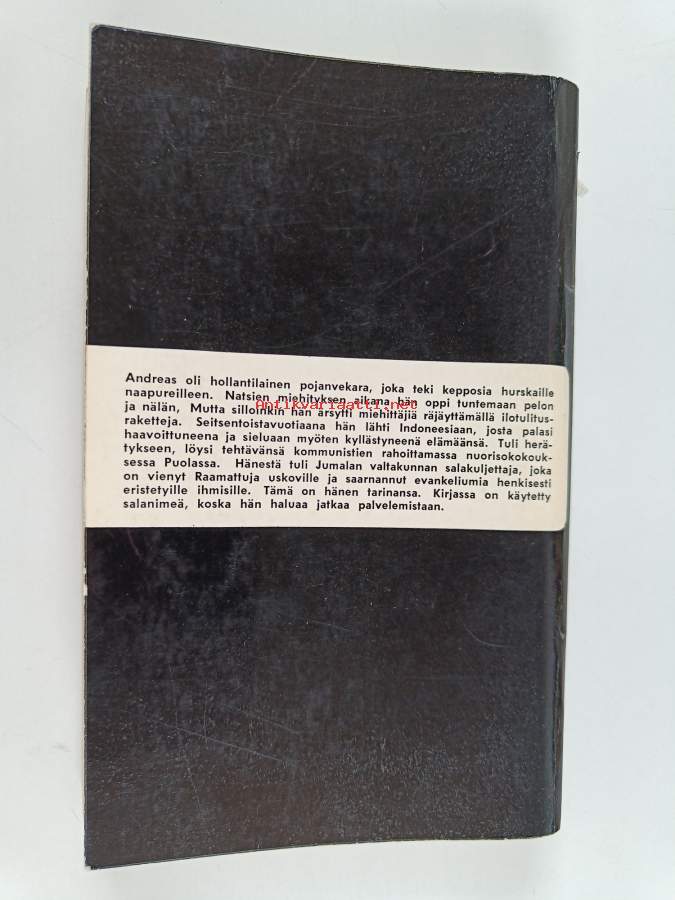 Andreas oli hollantilainen pojanvekara, joka teki kepposia hurskaille
naapureilleen. Natsien miehityksen aikana hän oppi tuntemaan pelon
ja nälän, Mutta silloinkin hän ärsytti miehittäjiä räjäyttämällä ilotulitus-
raketteja. Seitsentoistavuotiaana hän lähti Indoneesiaan, josta palasi
haavoittuneena ja sieluaan myöten kyllästyneenä elämäänsä. Tuli herä-
tykseen, löysi tehtävänsä kommunistien rahoittamassa nuorisokokouk-
sessa Puolassa. Hänestä tuli Jumalan valtakunnan salakuljettaja, joka
on vienyt Raamattuja uskoville ja saarnannut evankeliumia henkisesti
eristetyille ihmisille. Tämä on hänen tarinansa. Kirjassa on käytetty
salanimeä, koska hän haluaa jatkaa palvelemistaan.
Antikvariaatti.net